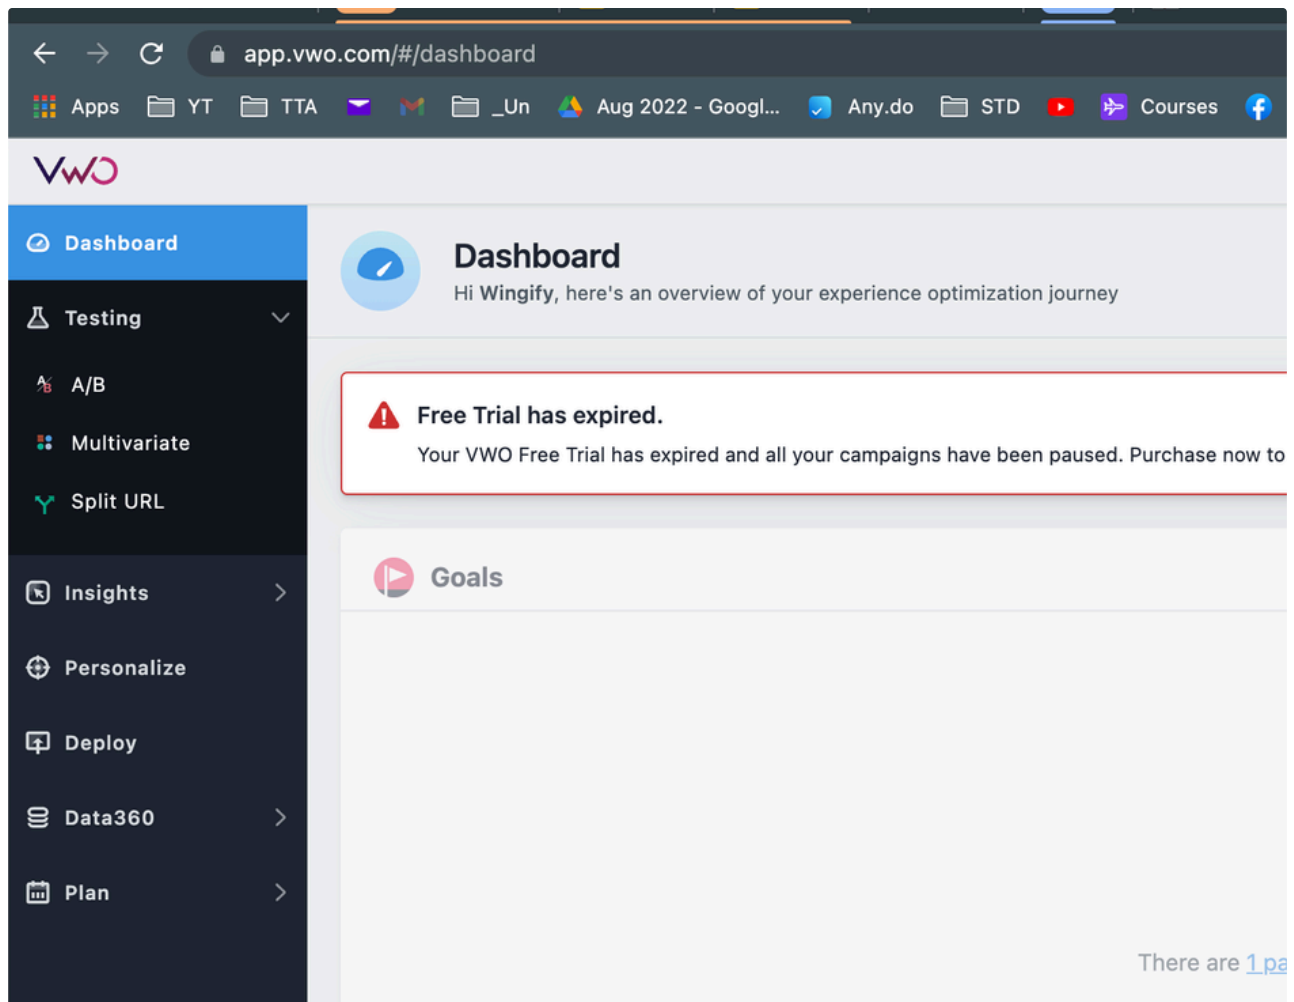 app.vwo.com/#/dashboard
Apps YT TTA _Un Aug 2022 - Googl... Any.do STD Courses
VWO
Dashboard
Testing
A/B
Multivariate
Split URL
Insights
Personalize
Deploy
Data360
Plan
Dashboard
Hi Wingify, here's an overview of your experience optimization journey
Free Trial has expired.
Your VWO Free Trial has expired and all your campaigns have been paused. Purchase now to
Goals
There are 1 pa